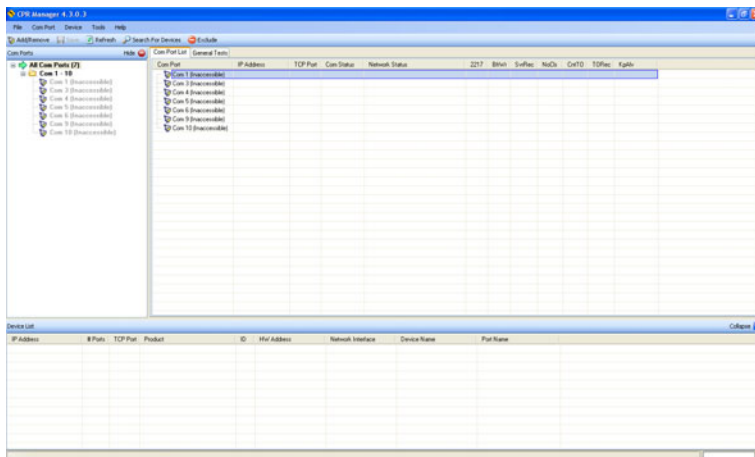 CPR Manager 4.3.0.3
File Com Port Device Tools Help
Add/Remove Save Refresh Search For Devices Exclude
Com Ports Hide
All Com Ports (7)
Com 1 - 10
Com 1 (Inaccessible)
Com 3 (Inaccessible)
Com 4 (Inaccessible)
Com 5 (Inaccessible)
Com 6 (Inaccessible)
Com 9 (Inaccessible)
Com 10 (Inaccessible)
Com Port List General Tests
Com Port IP Address TCP Port Com Status Network Status 2217 SvrRec NoCls CntTO TORec KpAlv
Com 1 (Inaccessible)
Com 3 (Inaccessible)
Com 4 (Inaccessible)
Com 5 (Inaccessible)
Com 6 (Inaccessible)
Com 9 (Inaccessible)
Com 10 (Inaccessible)
Device List Collapse
IP Address # Ports TCP Port Product ID HW Address Network Interface Device Name Port Name